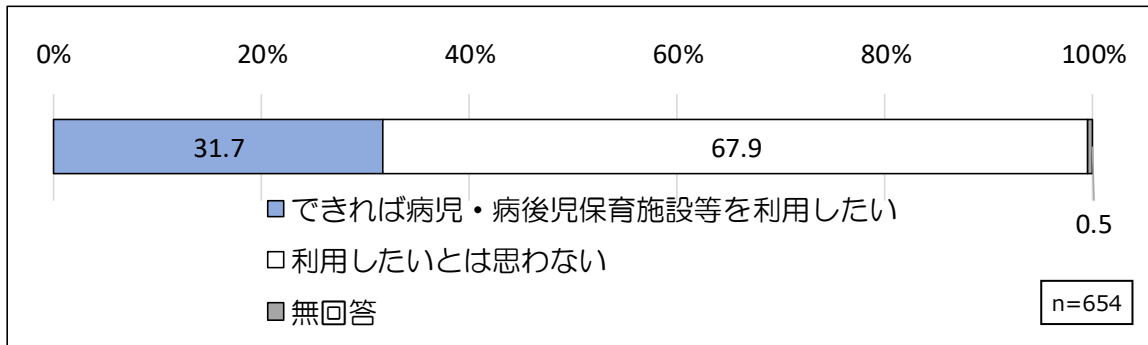 0% 20% 40% 60% 80% 100%
31.7 67.9
0.5
できれば病児・病後児保育施設等を利用したい
利用したいとは思わない
無回答
n=654